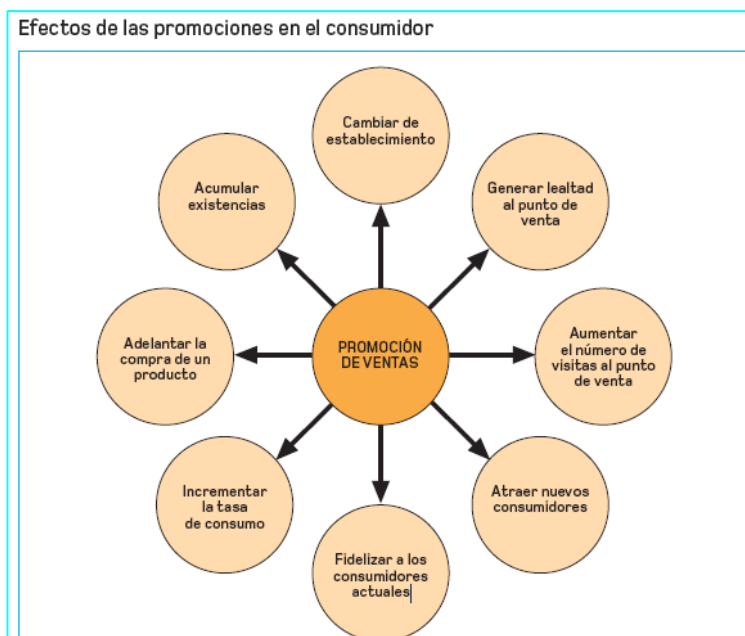 Efectos de las promociones en el consumidor
Cambiar de
establecimiento
Generar lealtad
al punto de
venta
Aumentar
el número de
visitas al punto
de venta
Atraer nuevos
consumidores
Fidelizar a los
consumidores
actuales
Incrementar
la tasa
de consumo
Adelantar la
compra de un
producto
Acumular
existencias
PROMOCIÓN
DE VENTAS